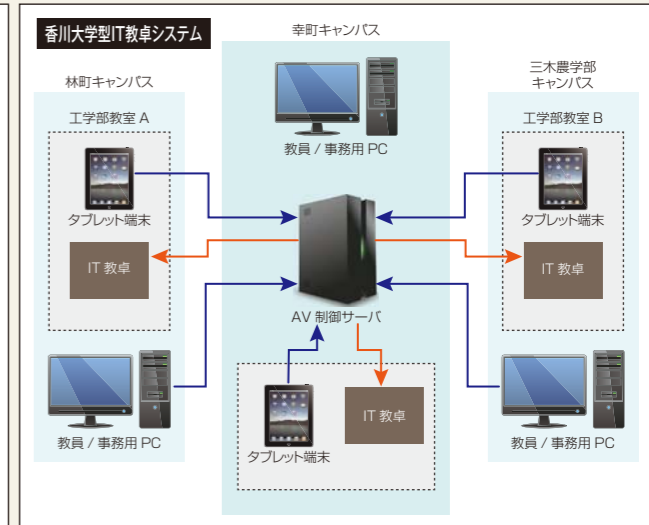 香川大学型IT教卓システム
幸町キャンパス
教員 / 事務用 PC
林町キャンパス
工学部教室 A
タブレット端末
IT 教卓
教員 / 事務用 PC
三木農学部
キャンパス
工学部教室 B
タブレット端末
IT 教卓
教員 / 事務用 PC
AV 制御サーバ
タブレット端末
IT 教卓